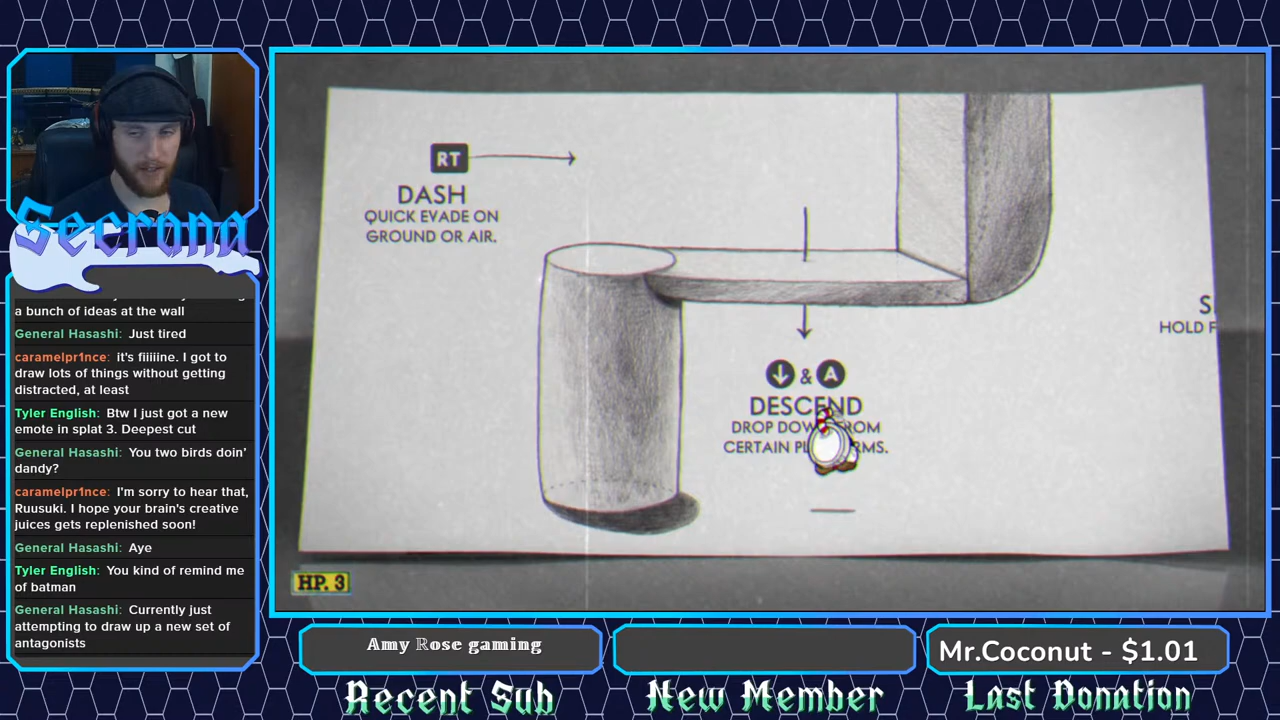 Secrona
a bunch of ideas at the wall
General Hasashi: Just tired
caramelpr1nce: it's fiiiiine. I got to
draw lots of things without getting
distracted, at least
Tyler English: Btw I just got a new
emote in splat 3. Deepest cut
General Hasashi: You two birds doin'
dandy?
caramelpr1nce: I'm sorry to hear that,
Ruusuki. I hope your brain's creative
juices gets replenished soon!
General Hasashi: Aye
Tyler English: You kind of remind me
of batman
General Hasashi: Currently just
attempting to draw up a new set of
antagonists
RT
DASH
QUICK EVADE ON
GROUND OR AIR.
& A
DESCEND
DROP DOWN FROM
CERTAIN PLATFORMS.
S
HOLD F
HP. 3
Amy Rose gaming
Recent Sub
New Member
Mr.Coconut - $1.01
Last Donation